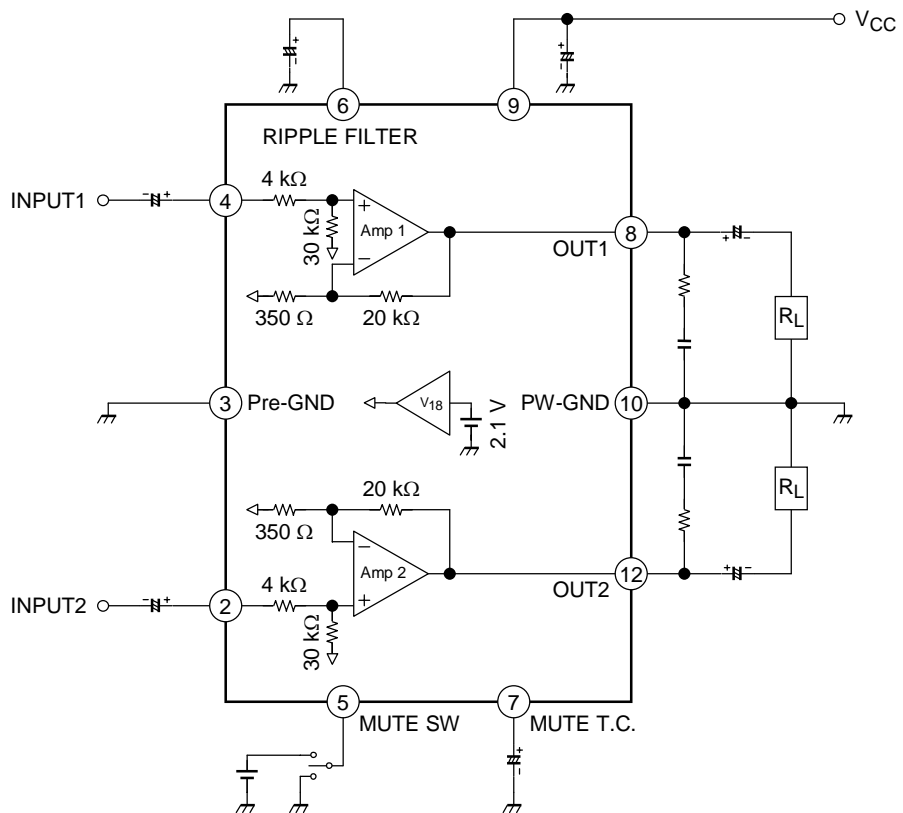 VCC
6
9
RIPPLE FILTER
INPUT1
4
4 kΩ
30 kΩ
+
Amp 1
−
OUT1
8
350 Ω
20 kΩ
RL
3
Pre-GND
V18
2.1 V
PW-GND
10
20 kΩ
350 Ω
RL
−
Amp 2
+
OUT2
12
INPUT2
2
4 kΩ
30 kΩ
5
MUTE SW
7
MUTE T.C.